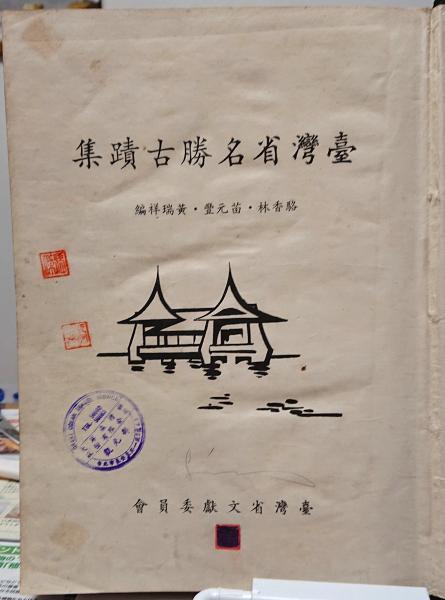 臺灣省名勝古蹟集
駱香林・苗元豐・黃瑞祥編
臺灣省文獻委員會